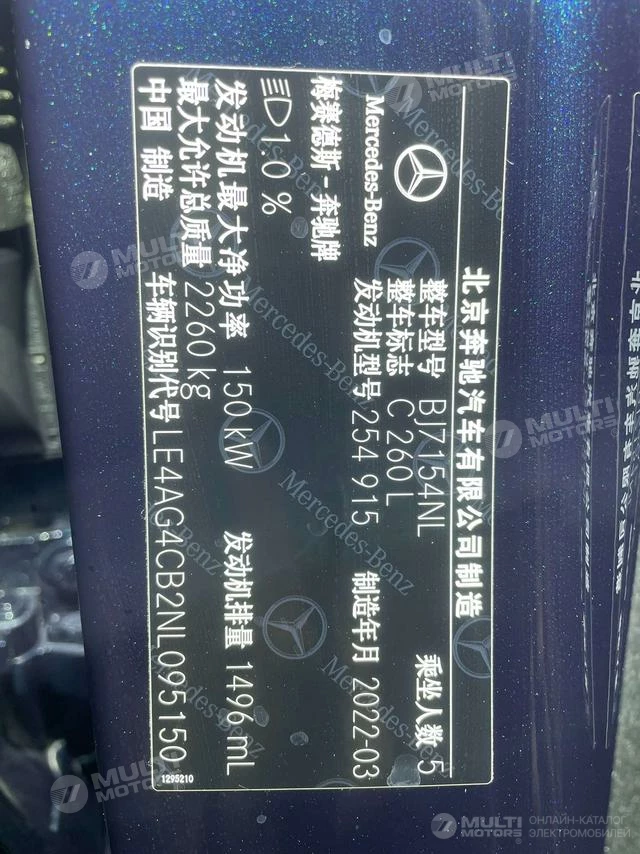 北京奔驰汽车有限公司制造
Mercedes-Benz
梅赛德斯-奔驰牌
整车型号 BJ7154NL 乘坐人数 5
整车标志 C 260 L
发动机型号 254 915 制造年月 2022-03
1.0 %
发动机最大净功率 150 kW 发动机排量 1496 mL
最大允许总质量 2260 kg
中国 制造 车辆识别代号 LE4AG4CB2NL095150
1295210
MULTI MOTORS
ОНЛАЙН-КАТАЛОГ
ЭЛЕКТРОМОБИЛЕЙ